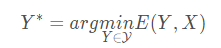 Y* = argmin E(Y, X)
Y∈𝒴